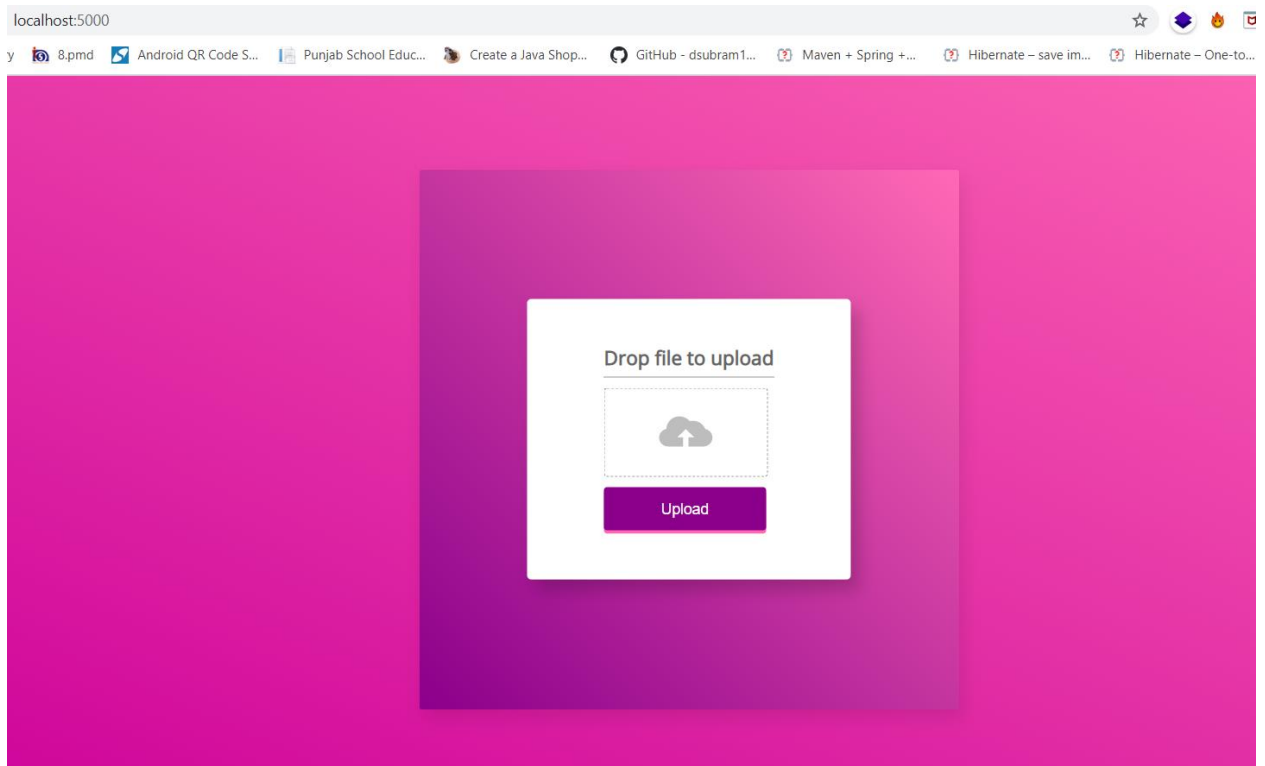 localhost:5000
y 8.pmd Android QR Code S... Punjab School Educ... Create a Java Shop... GitHub - dsubram1... Maven + Spring +... Hibernate – save im... Hibernate – One-to...
Drop file to upload
Upload